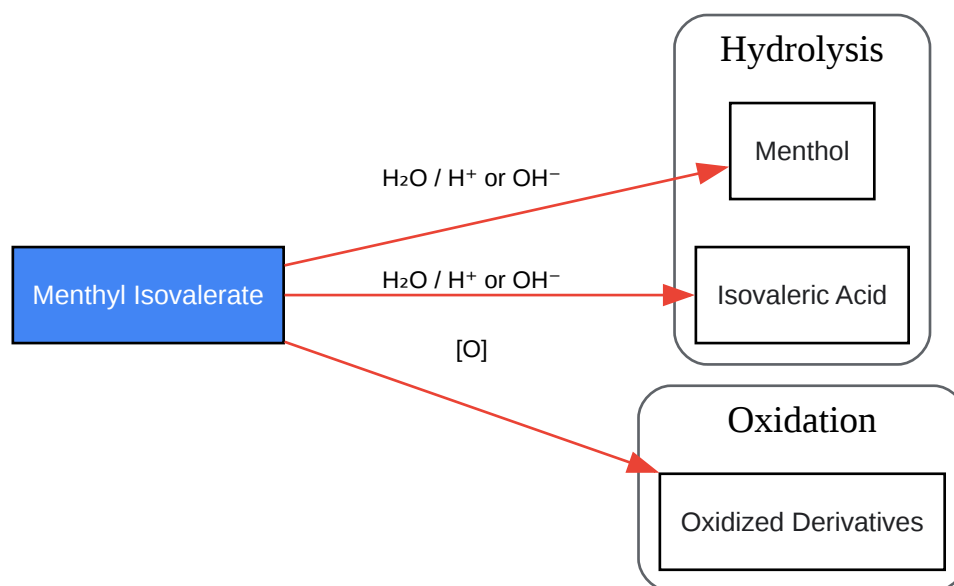 Hydrolysis
Menthol
H₂O / H⁺ or OH⁻
Menthyl Isovalerate
H₂O / H⁺ or OH⁻
Isovaleric Acid
[O]
Oxidation
Oxidized Derivatives